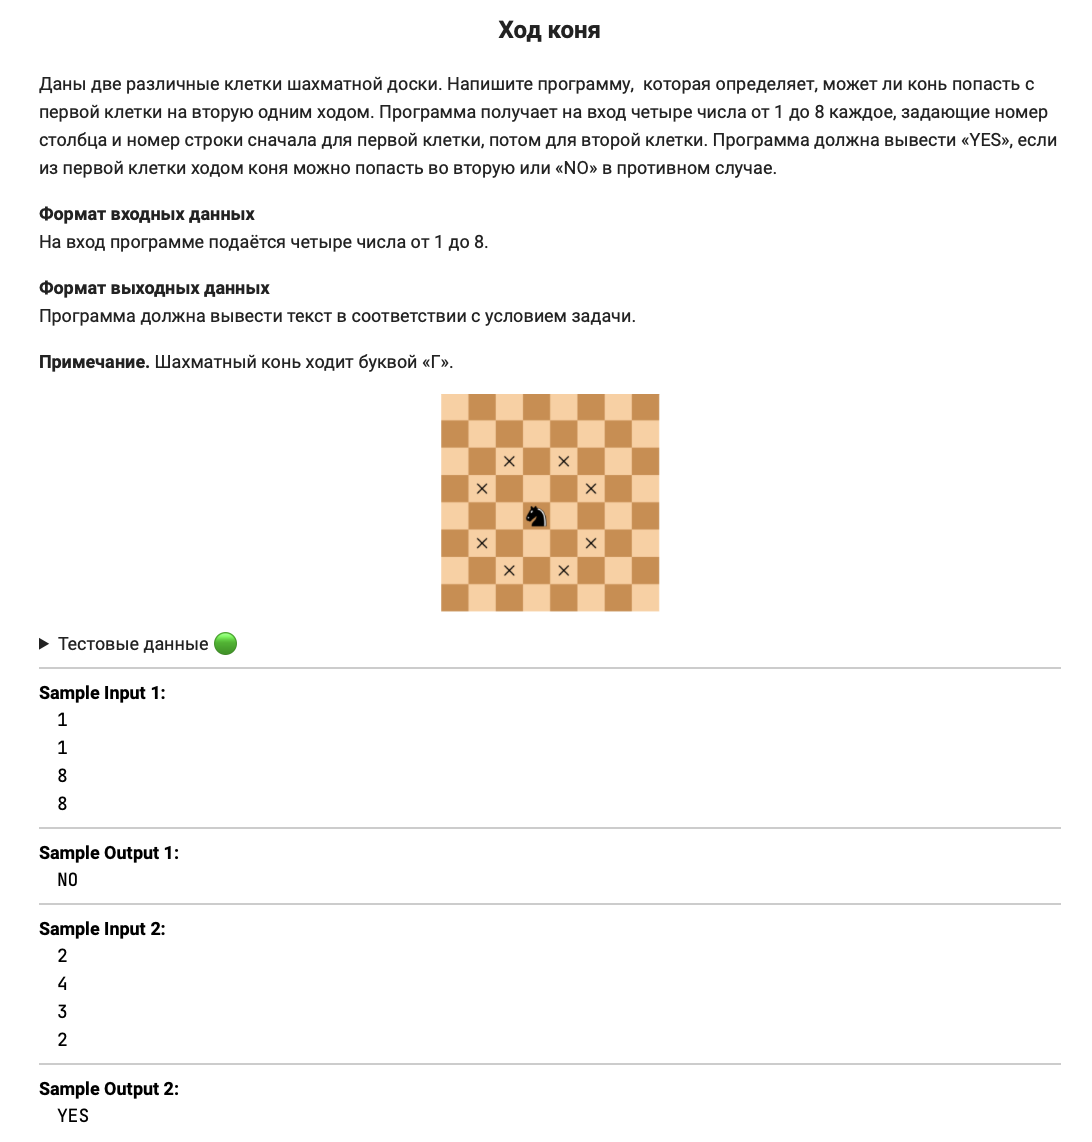 Ход коня
Даны две различные клетки шахматной доски. Напишите программу,  которая определяет, может ли конь попасть с
первой клетки на вторую одним ходом. Программа получает на вход четыре числа от 1 до 8 каждое, задающие номер
столбца и номер строки сначала для первой клетки, потом для второй клетки. Программа должна вывести «YES», если
из первой клетки ходом коня можно попасть во вторую или «NO» в противном случае.
Формат входных данных
На вход программе подаётся четыре числа от 1 до 8.
Формат выходных данных
Программа должна вывести текст в соответствии с условием задачи.
Примечание. Шахматный конь ходит буквой «Г».
Тестовые данные
Sample Input 1:
1
1
8
8
Sample Output 1:
NO
Sample Input 2:
2
4
3
2
Sample Output 2:
YES